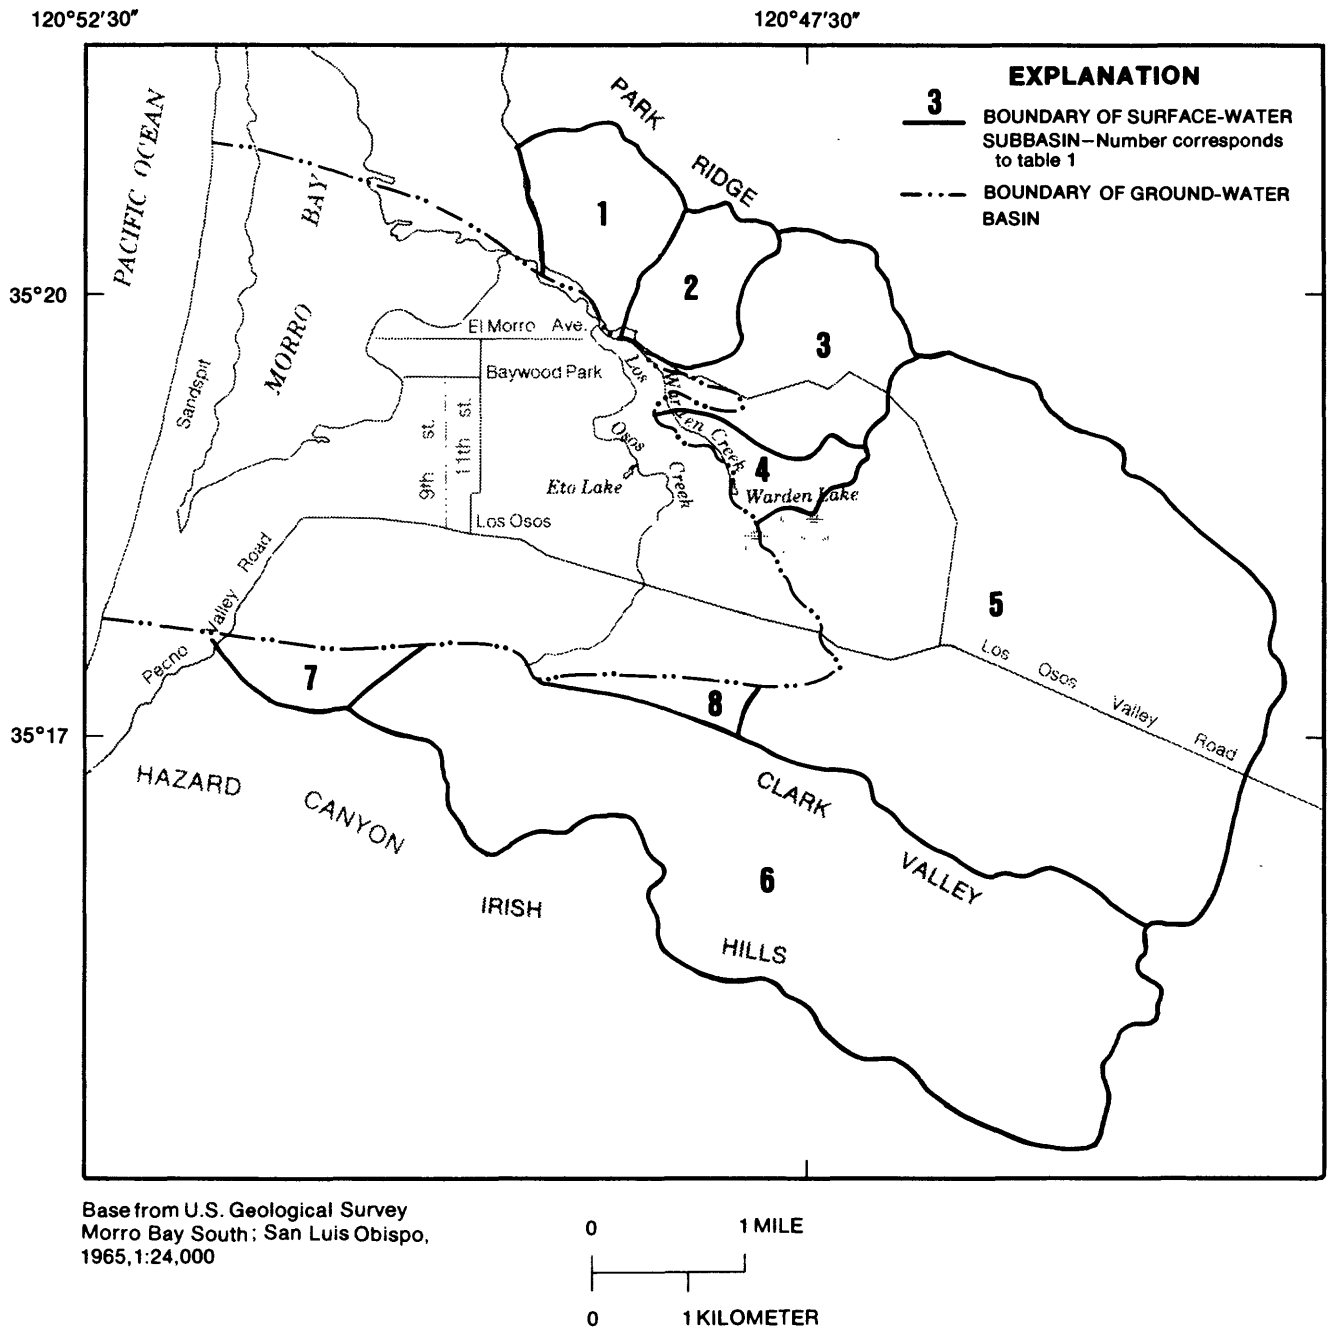 120°52'30"
120°47'30"
EXPLANATION
3
BOUNDARY OF SURFACE-WATER
SUBBASIN—Number corresponds
to table 1
BOUNDARY OF GROUND-WATER
BASIN
PARK
RIDGE
PACIFIC OCEAN
MORRO BAY
1
2
3
35°20
El Morro Ave.
Baywood Park
Sandspit
9th st.
11th st.
Los Osos Creek
Warden Creek
4
Eto Lake
Warden Lake
Los Osos
5
Pecho Valley Road
Los Osos Valley Road
7
8
35°17
HAZARD CANYON
CLARK VALLEY
6
IRISH HILLS
Base from U.S. Geological Survey
Morro Bay South; San Luis Obispo,
1965, 1:24,000
0 1 MILE
0 1 KILOMETER